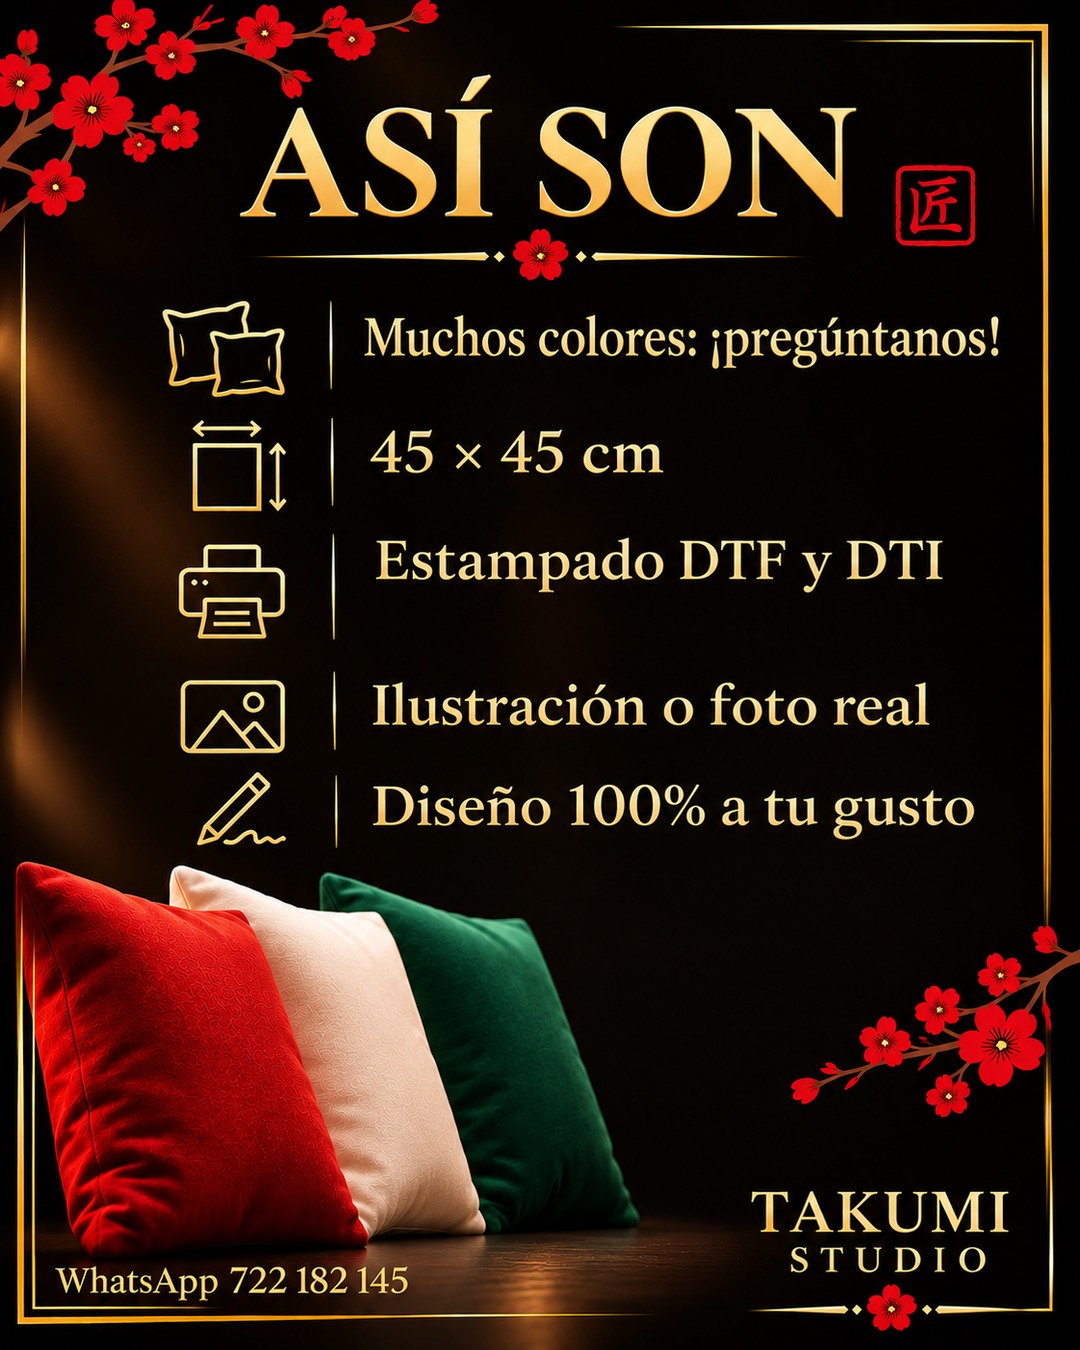 ASÍ SON
匠
Muchos colores: ¡pregúntanos!
45 × 45 cm
Estampado DTF y DTI
Ilustración o foto real
Diseño 100% a tu gusto
TAKUMI
STUDIO
WhatsApp 722 182 145